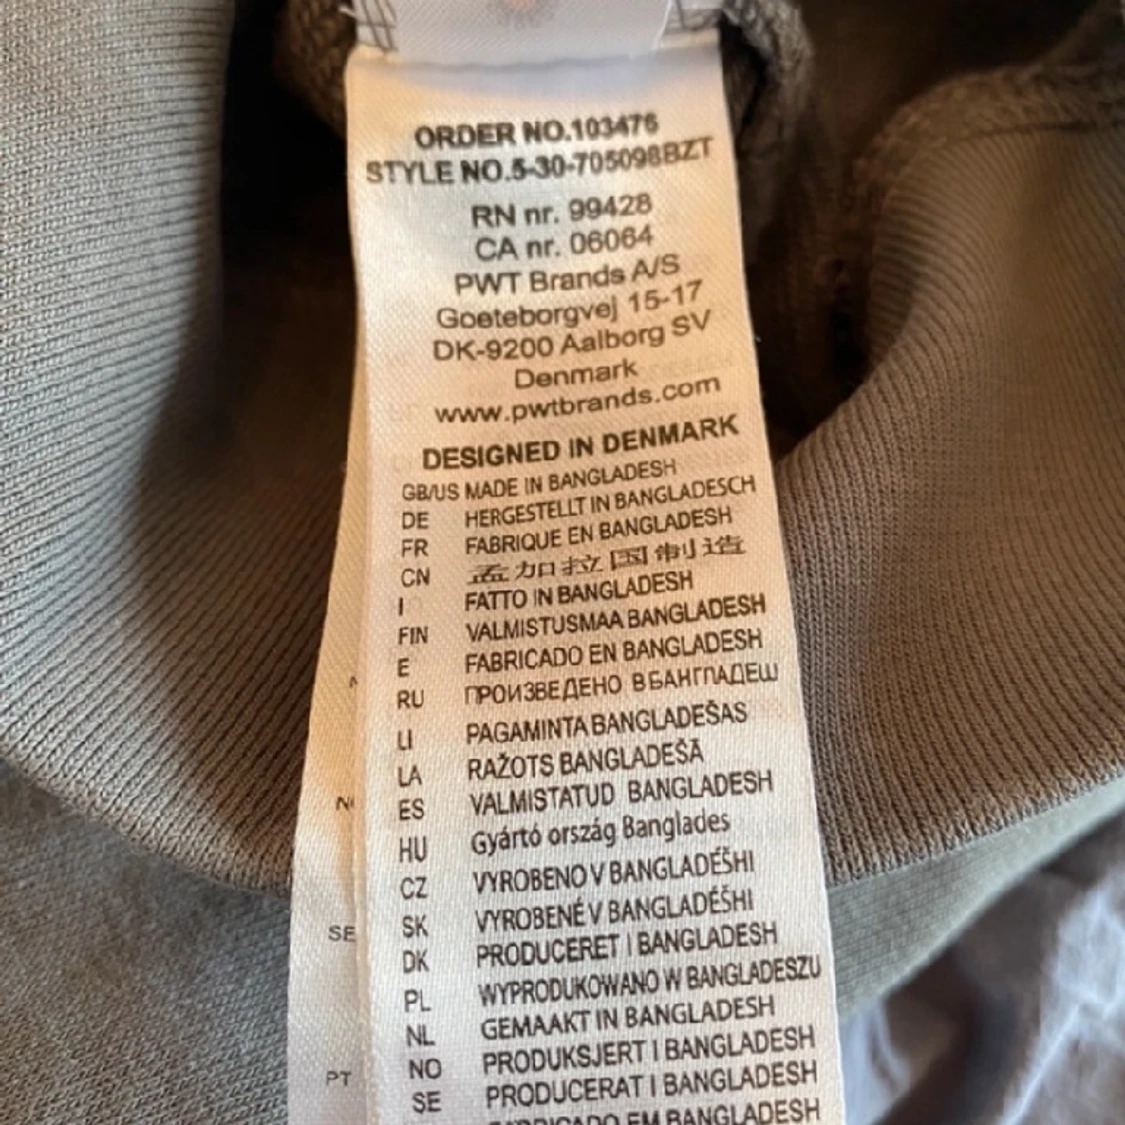 ORDER NO.103476
STYLE NO.5-30-705098BZT
RN nr. 99428
CA nr. 06064
PWT Brands A/S
Goeteborgvej 15-17
DK-9200 Aalborg SV
Denmark
www.pwtbrands.com
DESIGNED IN DENMARK
GB/US MADE IN BANGLADESH
DE HERGESTELLT IN BANGLADESCH
FR FABRIQUE EN BANGLADESH
CN 孟加拉国制造
I FATTO IN BANGLADESH
FIN VALMISTUSMAA BANGLADESH
E FABRICADO EN BANGLADESH
RU ПРОИЗВЕДЕНО В БАНГЛАДЕШ
LI PAGAMINTA BANGLADEŠAS
LA RAŽOTS BANGLADEŠĀ
ES VALMISTATUD BANGLADESH
HU Gyártó ország Banglades
CZ VYROBENO V BANGLADÉŠHI
SK VYROBENÉ V BANGLADÉŠHI
DK PRODUCERET I BANGLADESH
PL WYPRODUKOWANO W BANGLADESZU
NL GEMAAKT IN BANGLADESH
NO PRODUKSJERT I BANGLADESH
SE PRODUCERAT I BANGLADESH
FABRICADO EM BANGLADESH
SE
PT